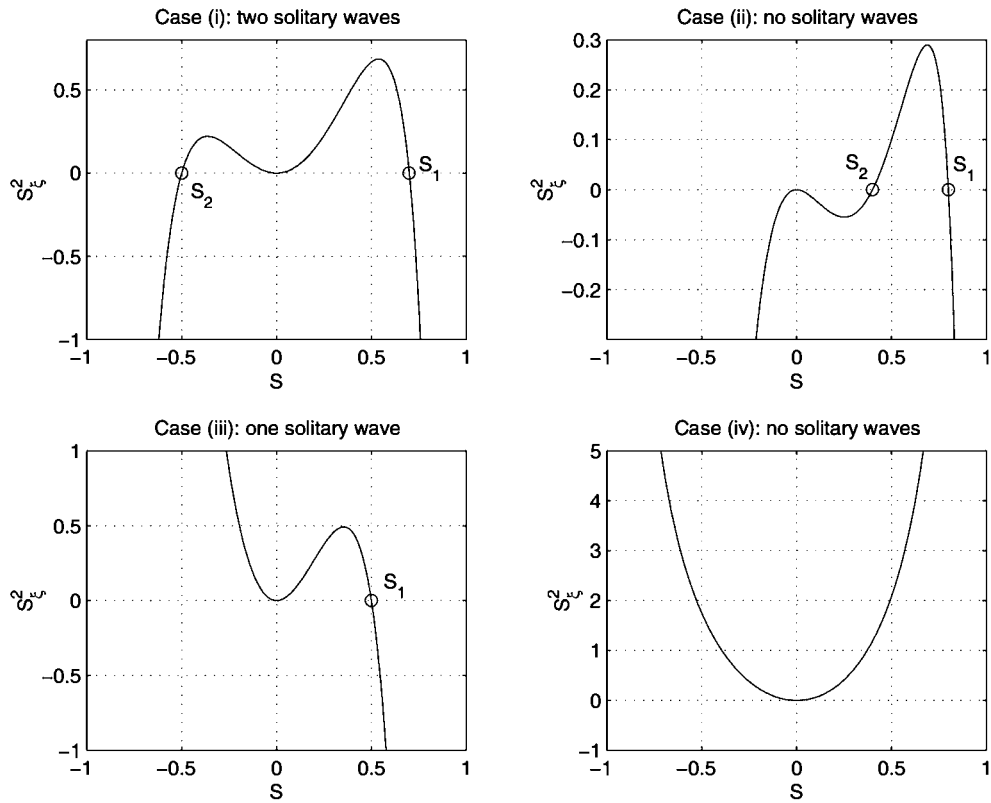 Case (i): two solitary waves
0.5
0
−0.5
−1
S²ξ
S₂
S₁
−1 −0.5 0 0.5 1
S
Case (ii): no solitary waves
0.3
0.2
0.1
0
−0.1
−0.2
S²ξ
S₂
S₁
−1 −0.5 0 0.5 1
S
Case (iii): one solitary wave
1
0.5
0
−0.5
−1
S²ξ
S₁
−1 −0.5 0 0.5 1
S
Case (iv): no solitary waves
5
4
3
2
1
0
−1
S²ξ
−1 −0.5 0 0.5 1
S